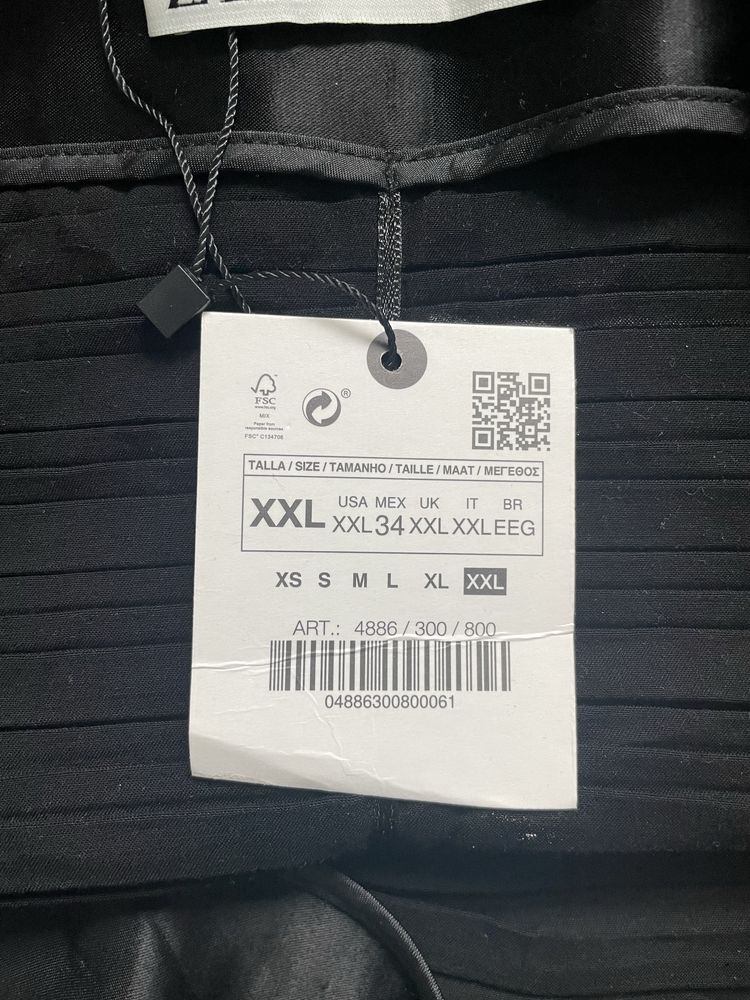 FSC
www.fsc.org
MIX
Paper from
responsible sources
FSC® C134708
®
TALLA / SIZE / TAMANHO / TAILLE / MAAT / ΜΕΓΕΘΟΣ
XXL
USA MEX UK IT BR
XXL 34 XXL XXL EEG
XS S M L XL XXL
ART.: 4886 / 300 / 800
04886300800061